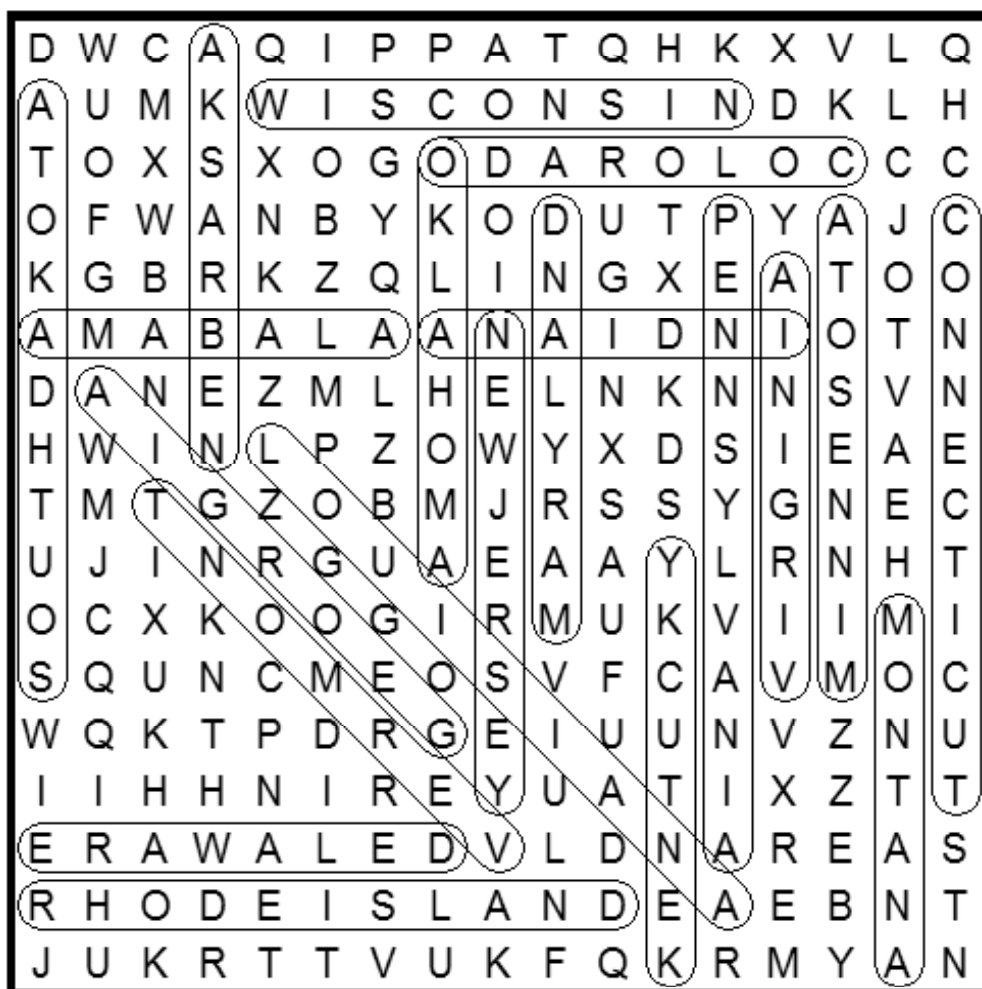 D W C A Q I P P A T Q H K X V L Q
A U M K W I S C O N S I N D K L H
T O X S X O G O D A R O L O C C C
O F W A N B Y K O D U T P Y A J C
K G B R K Z Q L I N G X E A T O O
A M A B A L A A N A I D N I O T N
D A N E Z M L H E L N K N N S V N
H W I N L P Z O W Y X D S I E A E
T M T G Z O B M J R S S Y G N E C
U J I N R G U A E A A Y L R N H T
O C X K O O G I R M U K V I I M I
S Q U N C M E O S V F C A V M O C
W Q K T P D R G E I U U N V Z N U
I I H H N I R E Y U A T I X Z T T
E R A W A L E D V L D N A R E A S
R H O D E I S L A N D E A E B N T
J U K R T T V U K F Q K R M Y A N